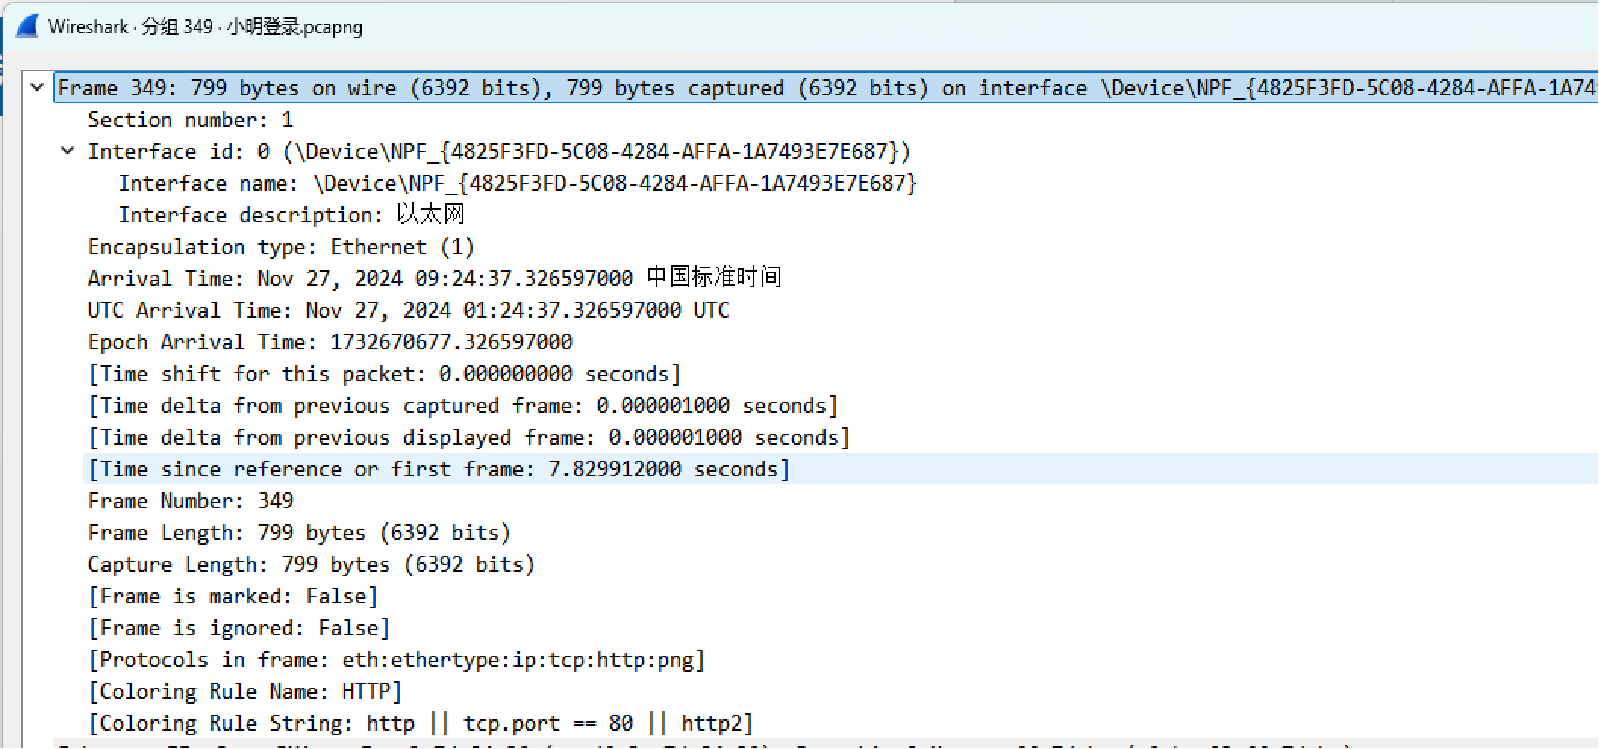 Wireshark · 分组 349 · 小明登录.pcapng
Frame 349: 799 bytes on wire (6392 bits), 799 bytes captured (6392 bits) on interface \Device\NPF_{4825F3FD-5C08-4284-AFFA-1A749
Section number: 1
Interface id: 0 (\Device\NPF_{4825F3FD-5C08-4284-AFFA-1A7493E7E687})
Interface name: \Device\NPF_{4825F3FD-5C08-4284-AFFA-1A7493E7E687}
Interface description: 以太网
Encapsulation type: Ethernet (1)
Arrival Time: Nov 27, 2024 09:24:37.326597000 中国标准时间
UTC Arrival Time: Nov 27, 2024 01:24:37.326597000 UTC
Epoch Arrival Time: 1732670677.326597000
[Time shift for this packet: 0.000000000 seconds]
[Time delta from previous captured frame: 0.000001000 seconds]
[Time delta from previous displayed frame: 0.000001000 seconds]
[Time since reference or first frame: 7.829912000 seconds]
Frame Number: 349
Frame Length: 799 bytes (6392 bits)
Capture Length: 799 bytes (6392 bits)
[Frame is marked: False]
[Frame is ignored: False]
[Protocols in frame: eth:ethertype:ip:tcp:http:png]
[Coloring Rule Name: HTTP]
[Coloring Rule String: http || tcp.port == 80 || http2]